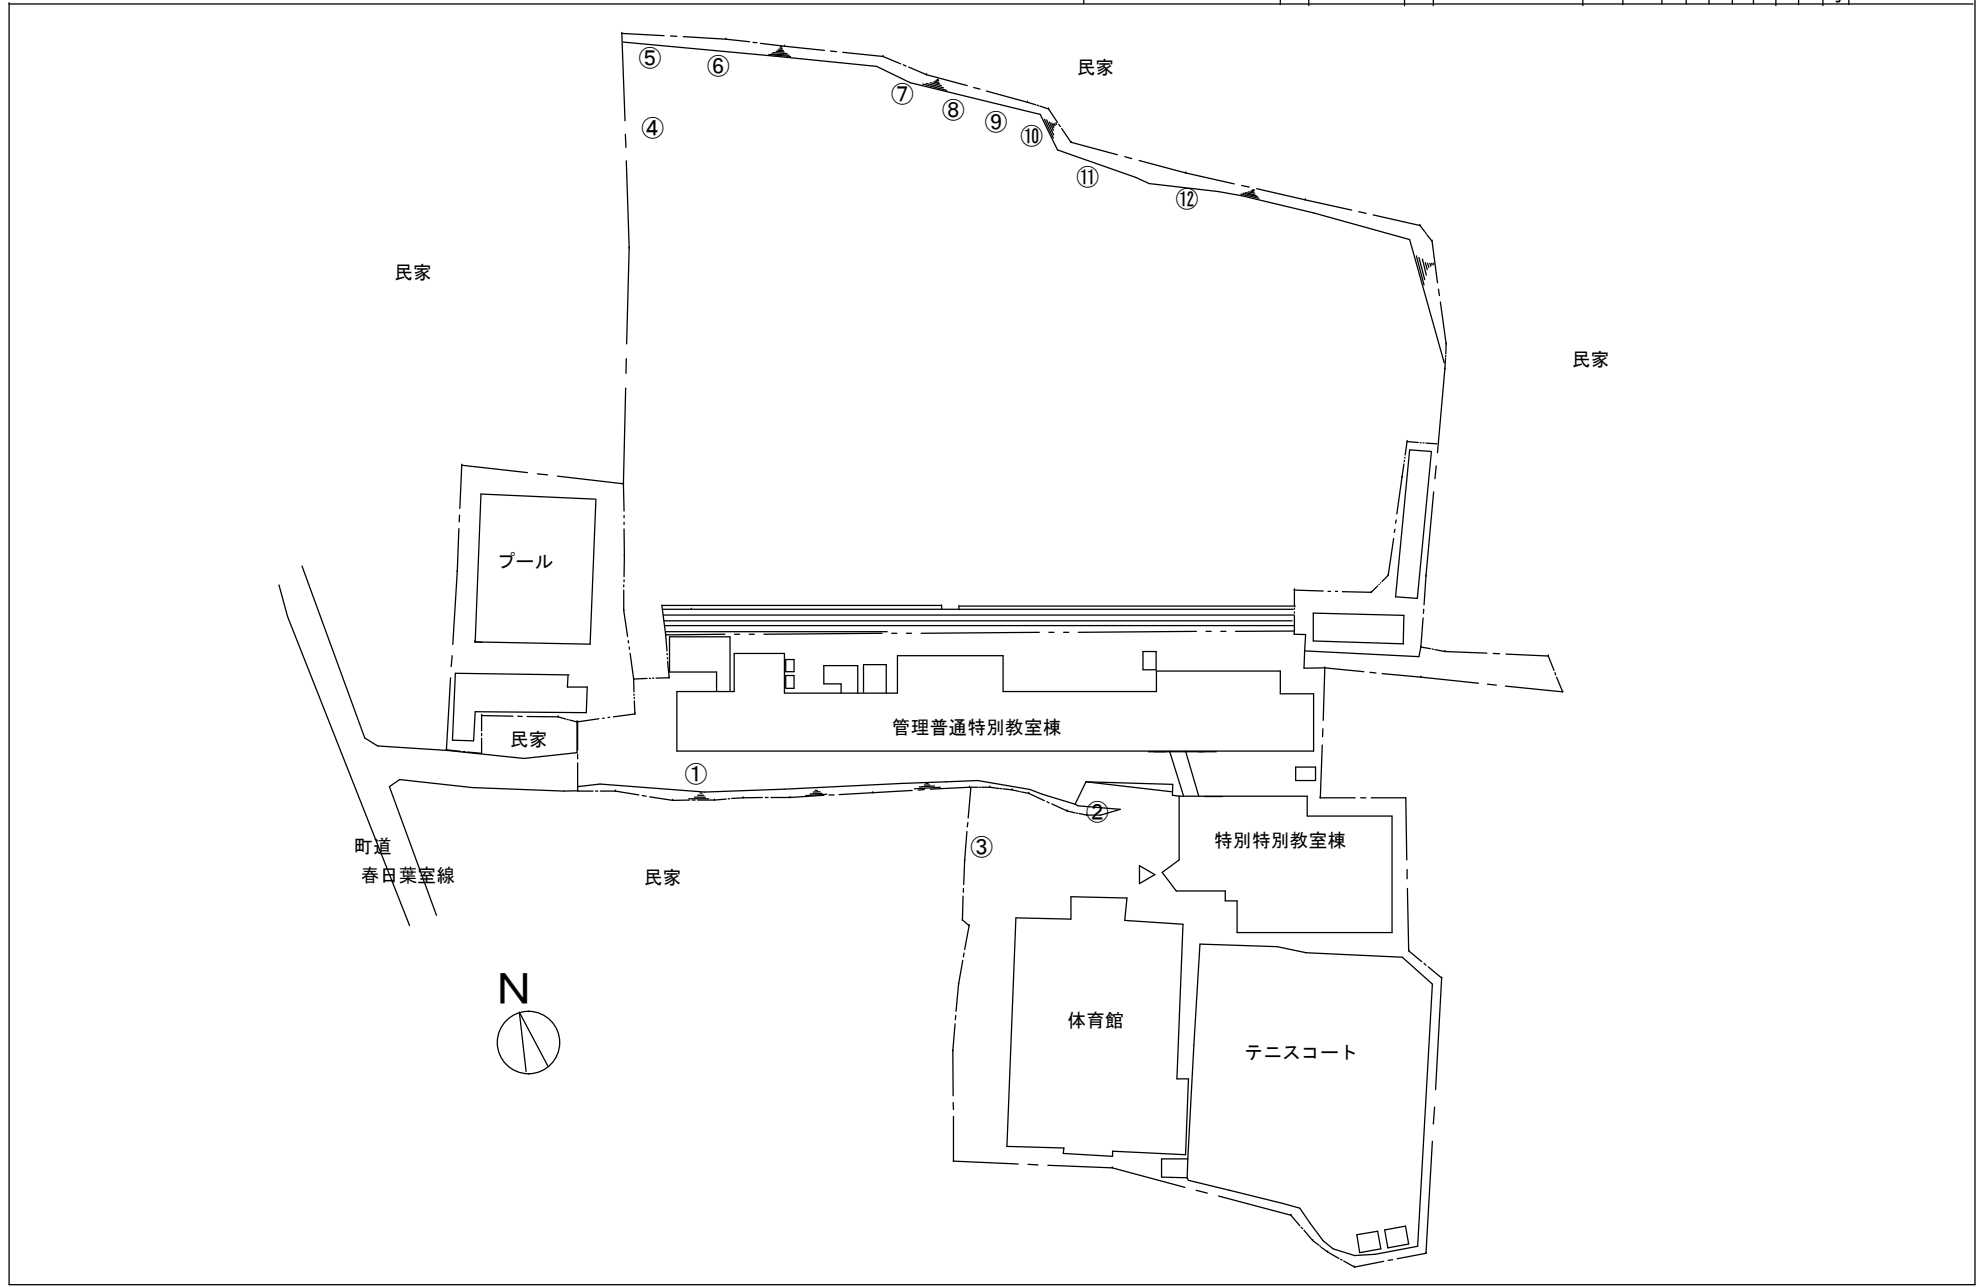 ⑤
⑥
民家
⑦
⑧
⑨
④
⑩
⑪
⑫
民家
民家
プール
管理普通特別教室棟
民家
①
②
特別特別教室棟
町道
③
春日葉室線
民家
N
体育館
テニスコート